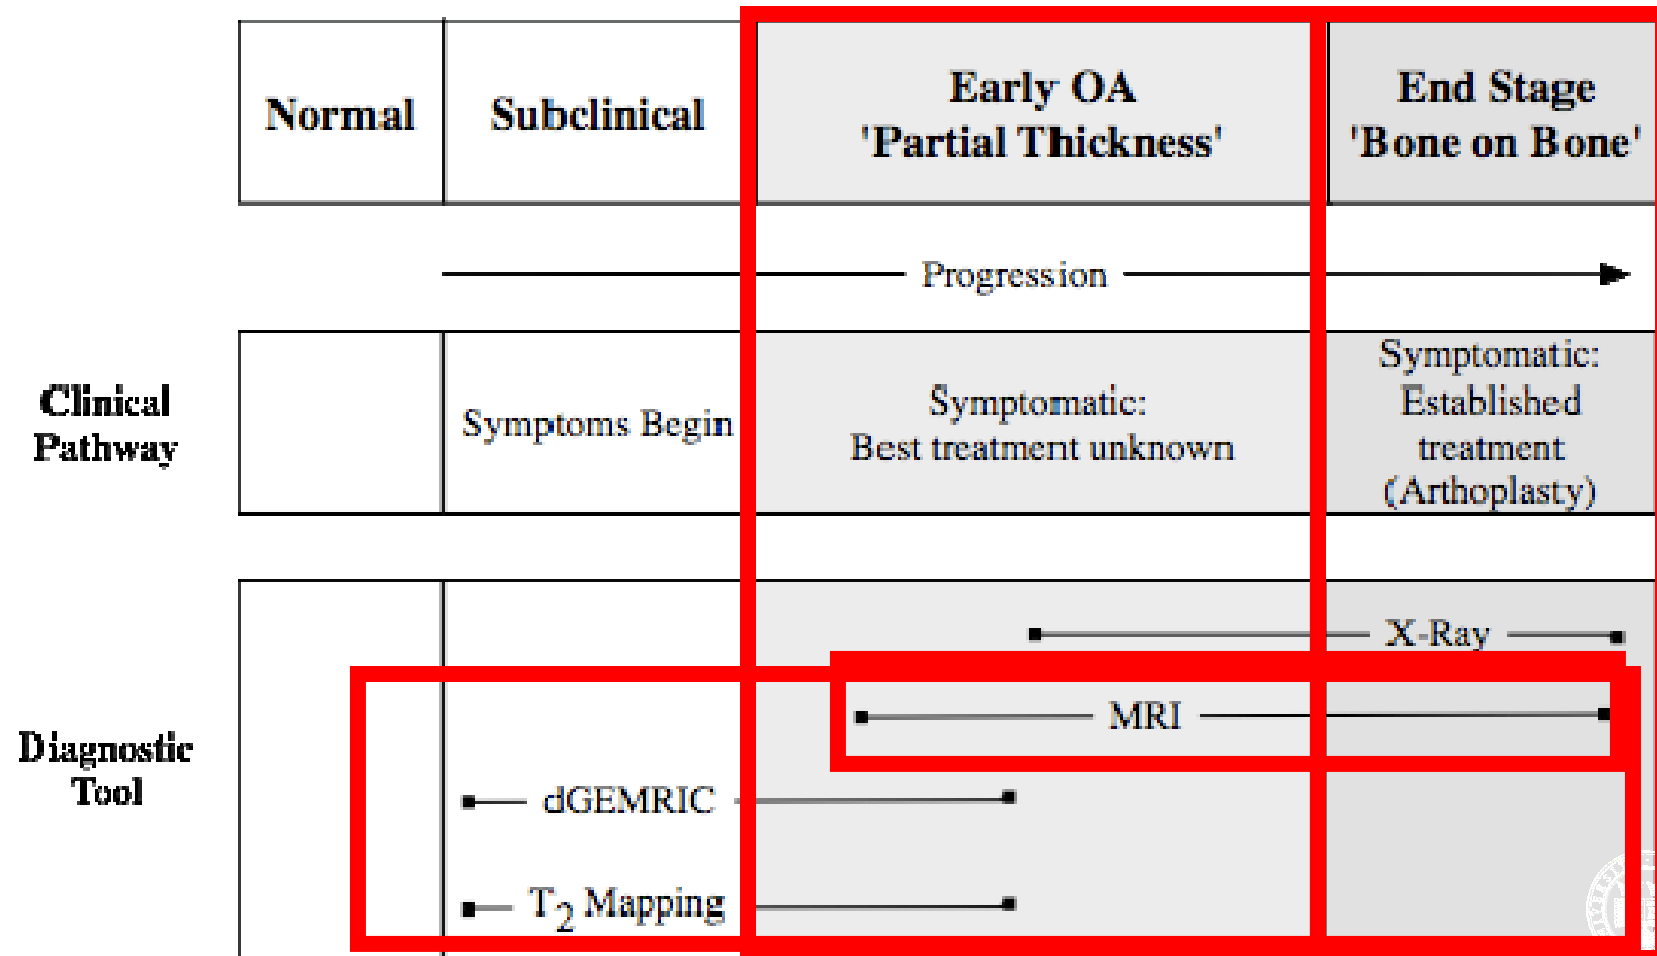 Normal
Subclinical
Early OA
'Partial Thickness'
End Stage
'Bone on Bone'
Progression
Clinical
Pathway
Symptoms Begin
Symptomatic:
Best treatment unknown
Symptomatic:
Established
treatment
(Arthoplasty)
Diagnostic
Tool
X-Ray
MRI
dGEMRIC
T2 Mapping